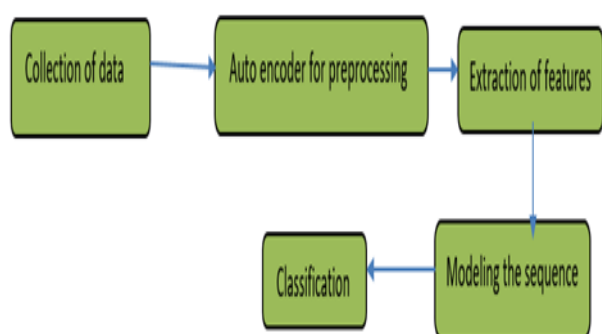 Collection of data
Auto encoder for preprocessing
Extraction of features
Modeling the sequence
Classification